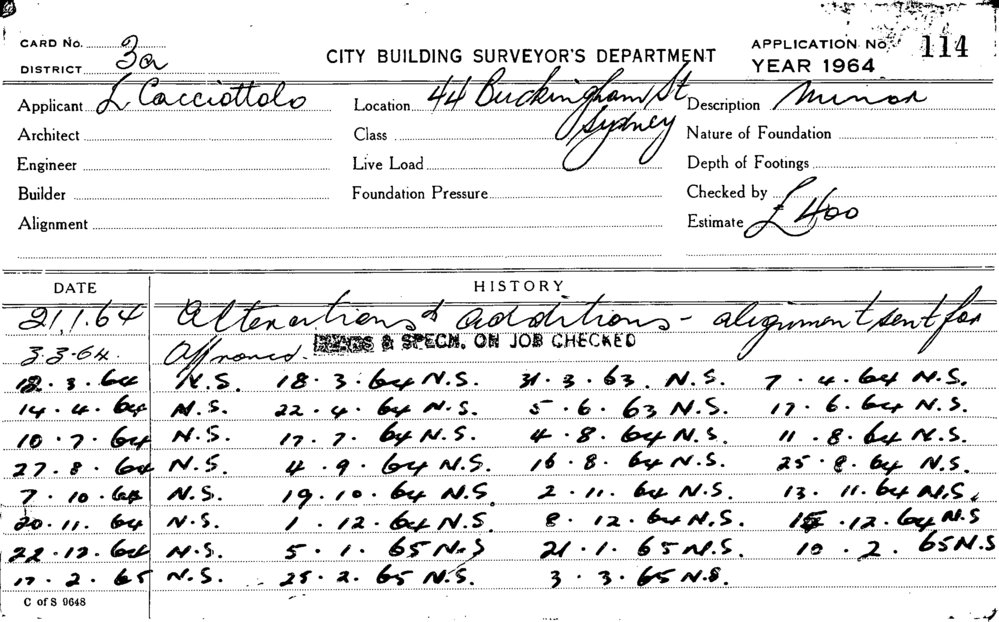 CARD No. 3a CITY BUILDING SURVEYOR'S DEPARTMENT APPLICATION No. 114
DISTRICT YEAR 1964
Applicant L Cacciottolo Location 44 Buckingham St Description Minor
Architect Class Sydney Nature of Foundation
Engineer Live Load Depth of Footings
Builder Foundation Pressure Checked by
Alignment Estimate £400
DATE HISTORY
21.1.64 Alterations & additions - alignment sent for
3.3.64. Approved. PLANS & SPECN. ON JOB CHECKED
12.3.64 N.S. 18.3.64 N.S. 31.3.63. N.S. 7.4.64 N.S.
14.4.64 N.S. 22.4.64 N.S. 5.6.63 N.S. 17.6.64 N.S.
10.7.64 N.S. 17.7.64 N.S. 4.8.64 N.S. 11.8.64 N.S.
27.8.64 N.S. 4.9.64 N.S. 16.8.64 N.S. 25.8.64 N.S.
7.10.64 N.S. 19.10.64 N.S. 2.11.64 N.S. 13.11.64 N.S.
20.11.64 N.S. 1.12.64 N.S. 8.12.64 N.S. 15.12.64 N.S
22.12.64 N.S. 5.1.65 N.S 21.1.65 N.S. 10.2.65 N.S
17.2.65 N.S. 25.2.65 N.S. 3.3.65 N.S.
C of S 9648